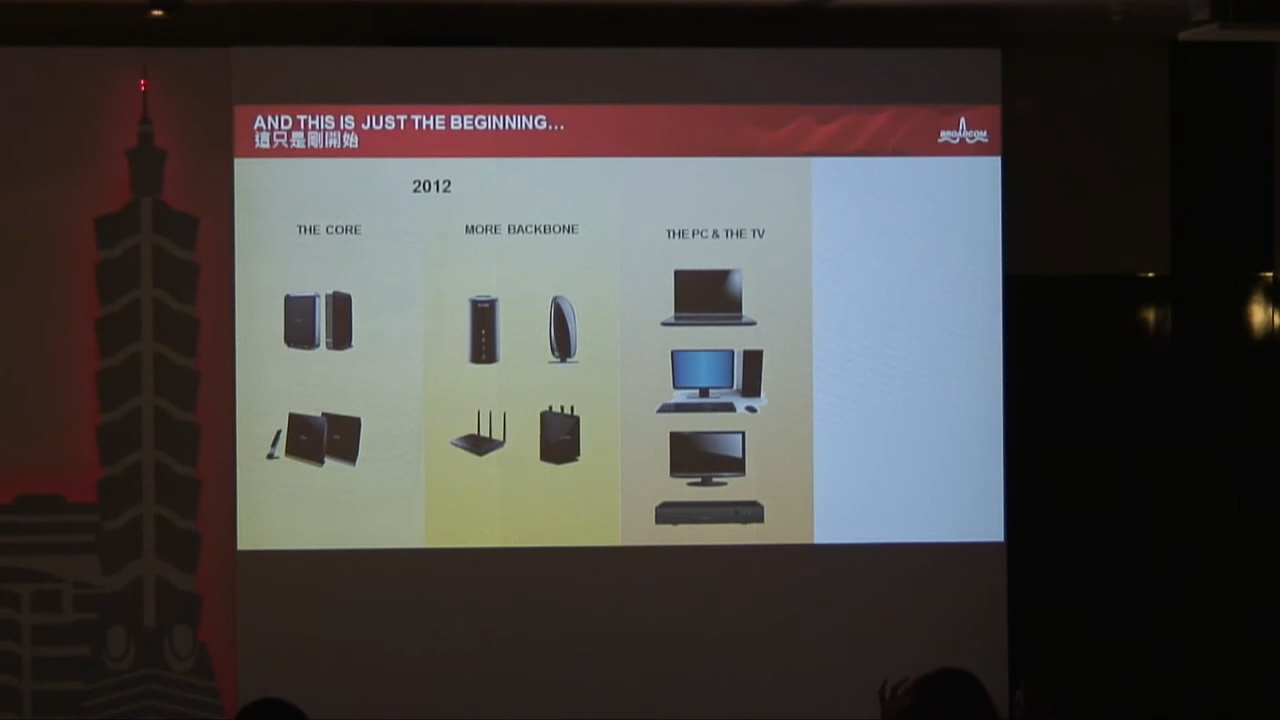 AND THIS IS JUST THE BEGINNING...
這只是剛開始
BROADCOM
2012
THE CORE
MORE BACKBONE
THE PC & THE TV